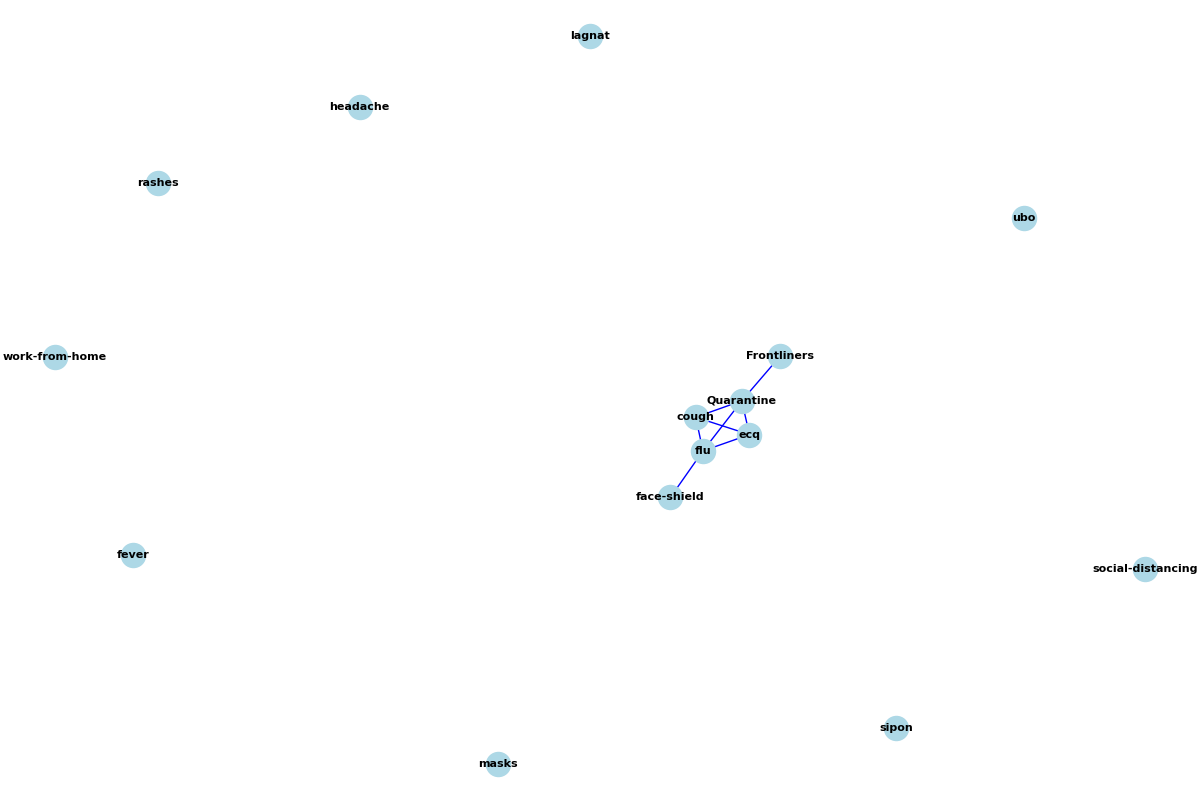 lagnat
headache
rashes
ubo
work-from-home
Frontliners
Quarantine
cough
ecq
flu
face-shield
fever
social-distancing
sipon
masks